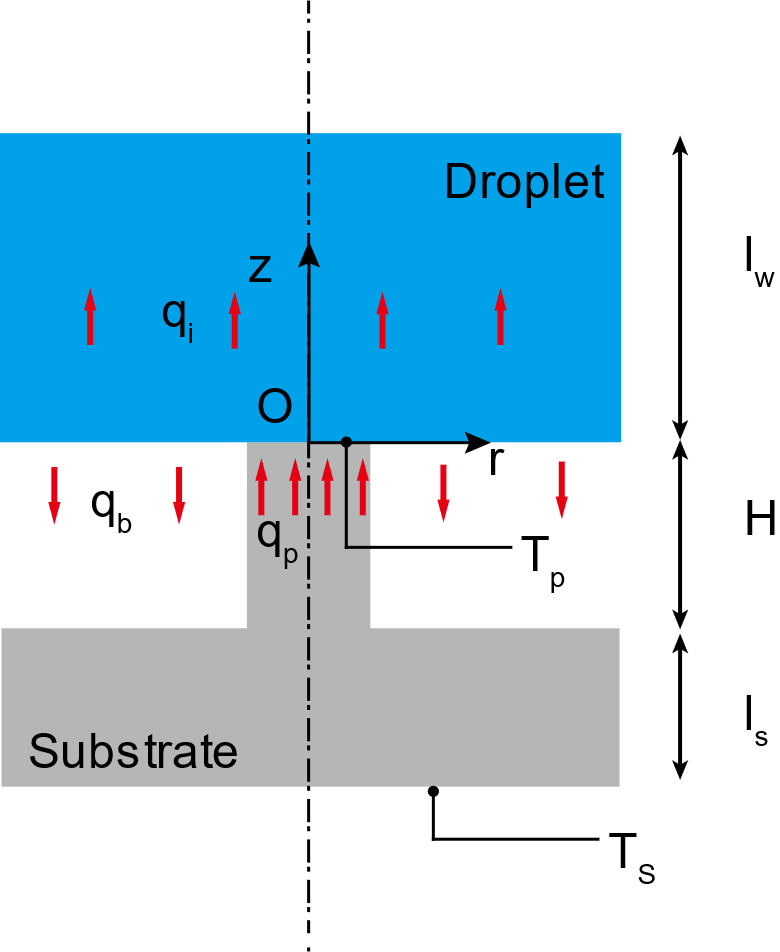 Droplet
z
l_w
q_i
O
r
q_b
H
q_p
T_p
l_s
Substrate
T_S